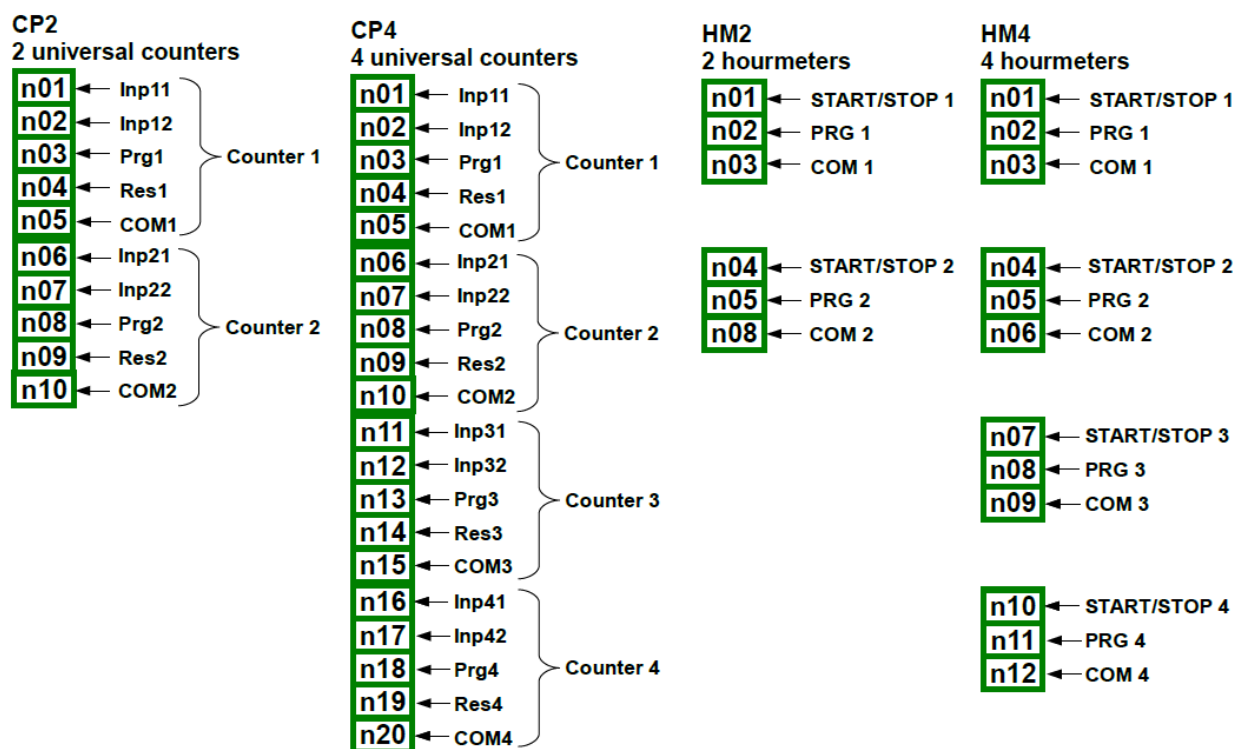 CP2
2 universal counters
n01 Inp11
n02 Inp12
n03 Prg1
n04 Res1
n05 COM1
Counter 1
n06 Inp21
n07 Inp22
n08 Prg2
n09 Res2
n10 COM2
Counter 2
CP4
4 universal counters
n01 Inp11
n02 Inp12
n03 Prg1
n04 Res1
n05 COM1
Counter 1
n06 Inp21
n07 Inp22
n08 Prg2
n09 Res2
n10 COM2
Counter 2
n11 Inp31
n12 Inp32
n13 Prg3
n14 Res3
n15 COM3
Counter 3
n16 Inp41
n17 Inp42
n18 Prg4
n19 Res4
n20 COM4
Counter 4
HM2
2 hourmeters
n01 START/STOP 1
n02 PRG 1
n03 COM 1
n04 START/STOP 2
n05 PRG 2
n08 COM 2
HM4
4 hourmeters
n01 START/STOP 1
n02 PRG 1
n03 COM 1
n04 START/STOP 2
n05 PRG 2
n06 COM 2
n07 START/STOP 3
n08 PRG 3
n09 COM 3
n10 START/STOP 4
n11 PRG 4
n12 COM 4